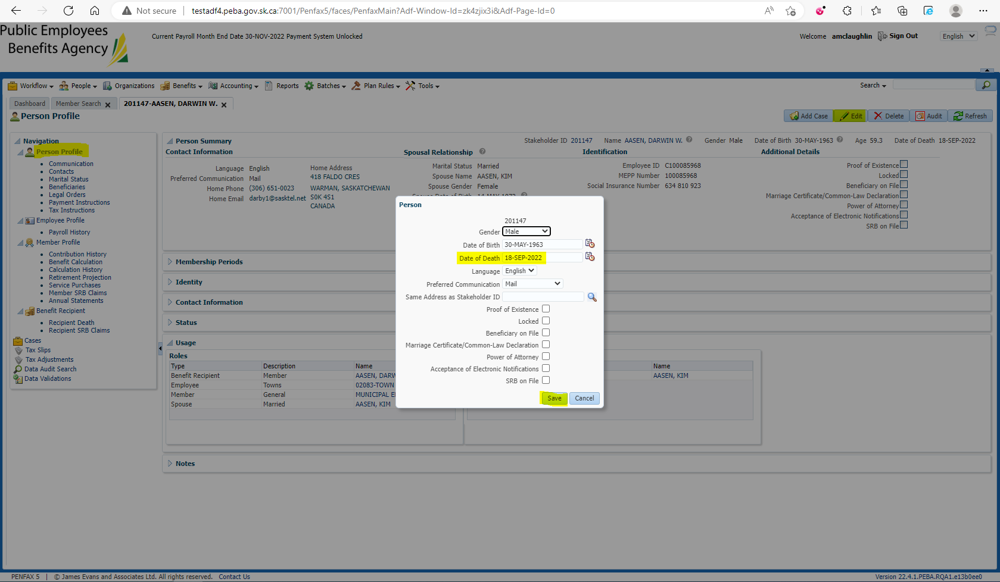 Not secure
testadf4.peba.gov.sk.ca:7001/Penfax5/faces/PenfaxMain?Adf-Window-Id=zk4zjix3i&Adf-Page-Id=0
Public Employees
Benefits Agency
Current Payroll Month End Date 30-NOV-2022 Payment System Unlocked
Welcome amclaughlin Sign Out English
Workflow People Organizations Benefits Accounting Reports Batches Plan Rules Tools Search
Dashboard Member Search 201147-AASEN, DARWIN W.
Person Profile
Add Case Edit Delete Audit Refresh
Navigation
Person Profile
Communication
Contacts
Marital Status
Beneficiaries
Legal Orders
Payment Instructions
Tax Instructions
Employee Profile
Payroll History
Member Profile
Contribution History
Benefit Calculation
Calculation History
Retirement Projection
Service Purchases
Member SRB Claims
Annual Statements
Benefit Recipient
Recipient Death
Recipient SRB Claims
Cases
Tax Slips
Tax Adjustments
Data Audit Search
Data Validations
Person Summary
Stakeholder ID 201147 Name AASEN, DARWIN W. Gender Male Date of Birth 30-MAY-1963 Age 59.3 Date of Death 18-SEP-2022
Contact Information
Language English
Preferred Communication Mail
Home Phone (306) 651-0023
Home Email darby1@sasktel.net
Home Address
418 FALDO CRES
WARMAN, SASKATCHEWAN
S0K 4S1
CANADA
Spousal Relationship
Marital Status Married
Spouse Name AASEN, KIM
Spouse Gender Female
Spouse Date of Birth 14-MAY-1973
Identification
Employee ID C100085968
MEPP Number 100085968
Social Insurance Number 634 810 923
Additional Details
Proof of Existence
Locked
Beneficiary on File
Marriage Certificate/Common-Law Declaration
Power of Attorney
Acceptance of Electronic Notifications
SRB on File
Membership Periods
Identity
Contact Information
Status
Usage
Roles
Type Description Name
Benefit Recipient Member AASEN, DARW
Employee Towns 02083-TOWN
Member General MUNICIPAL E
Spouse Married AASEN, KIM
Name
AASEN, KIM
Notes
Person
201147
Gender Male
Date of Birth 30-MAY-1963
Date of Death 18-SEP-2022
Language English
Preferred Communication Mail
Same Address as Stakeholder ID
Proof of Existence
Locked
Beneficiary on File
Marriage Certificate/Common-Law Declaration
Power of Attorney
Acceptance of Electronic Notifications
SRB on File
Save Cancel
PENFAX 5 | © James Evans and Associates Ltd. All rights reserved. Contact Us
Version 22.4.1.PEBA.RQA1.e13b0ee0